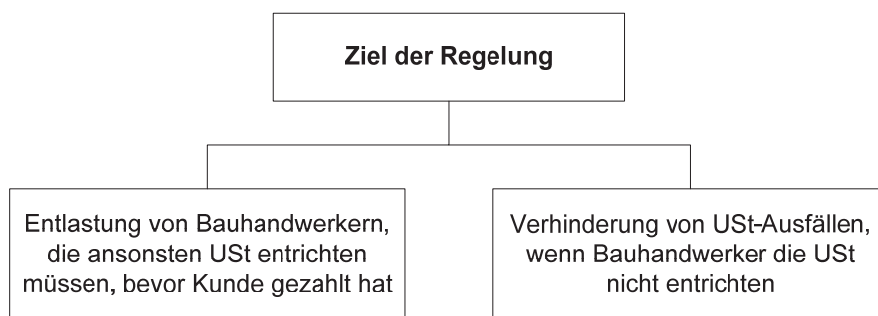 Ziel der Regelung
Entlastung von Bauhandwerkern,
die ansonsten USt entrichten
müssen, bevor Kunde gezahlt hat
Verhinderung von USt-Ausfällen,
wenn Bauhandwerker die USt
nicht entrichten